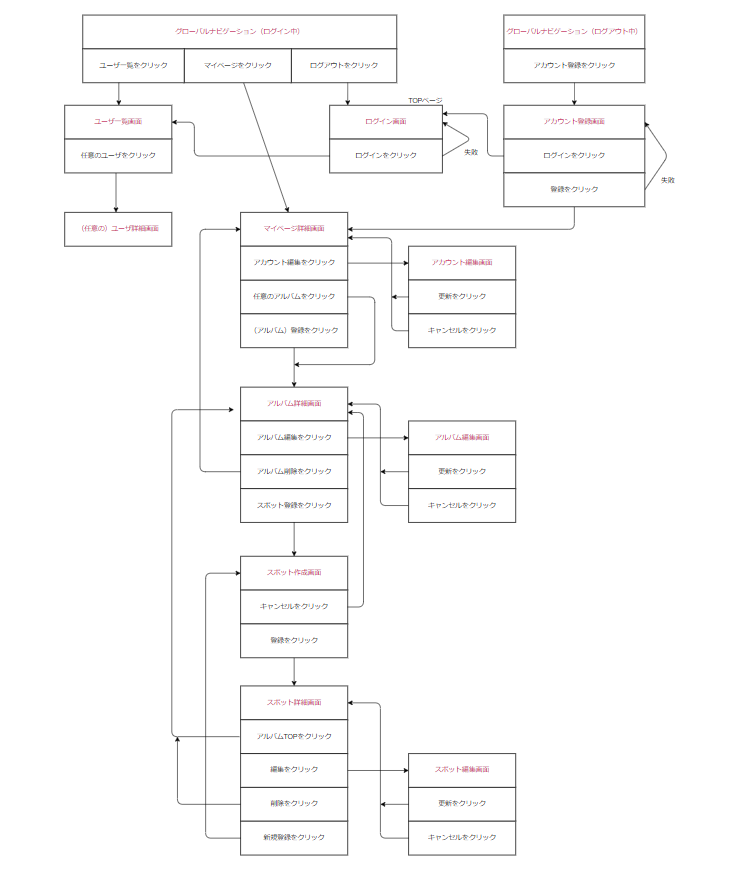 グローバルナビゲーション（ログイン中）
グローバルナビゲーション（ログアウト中）
ユーザ一覧をクリック
マイページをクリック
ログアウトをクリック
アカウント登録をクリック
TOPページ
ユーザ一覧画面
ログイン画面
アカウント登録画面
任意のユーザをクリック
ログインをクリック
失敗
ログインをクリック
登録をクリック
失敗
（任意の）ユーザ詳細画面
マイページ詳細画面
アカウント編集をクリック
アカウント編集画面
任意のアルバムをクリック
更新をクリック
（アルバム）登録をクリック
キャンセルをクリック
アルバム詳細画面
アルバム編集をクリック
アルバム編集画面
アルバム削除をクリック
更新をクリック
スポット登録をクリック
キャンセルをクリック
スポット作成画面
キャンセルをクリック
登録をクリック
スポット詳細画面
アルバムTOPをクリック
編集をクリック
スポット編集画面
削除をクリック
更新をクリック
新規登録をクリック
キャンセルをクリック